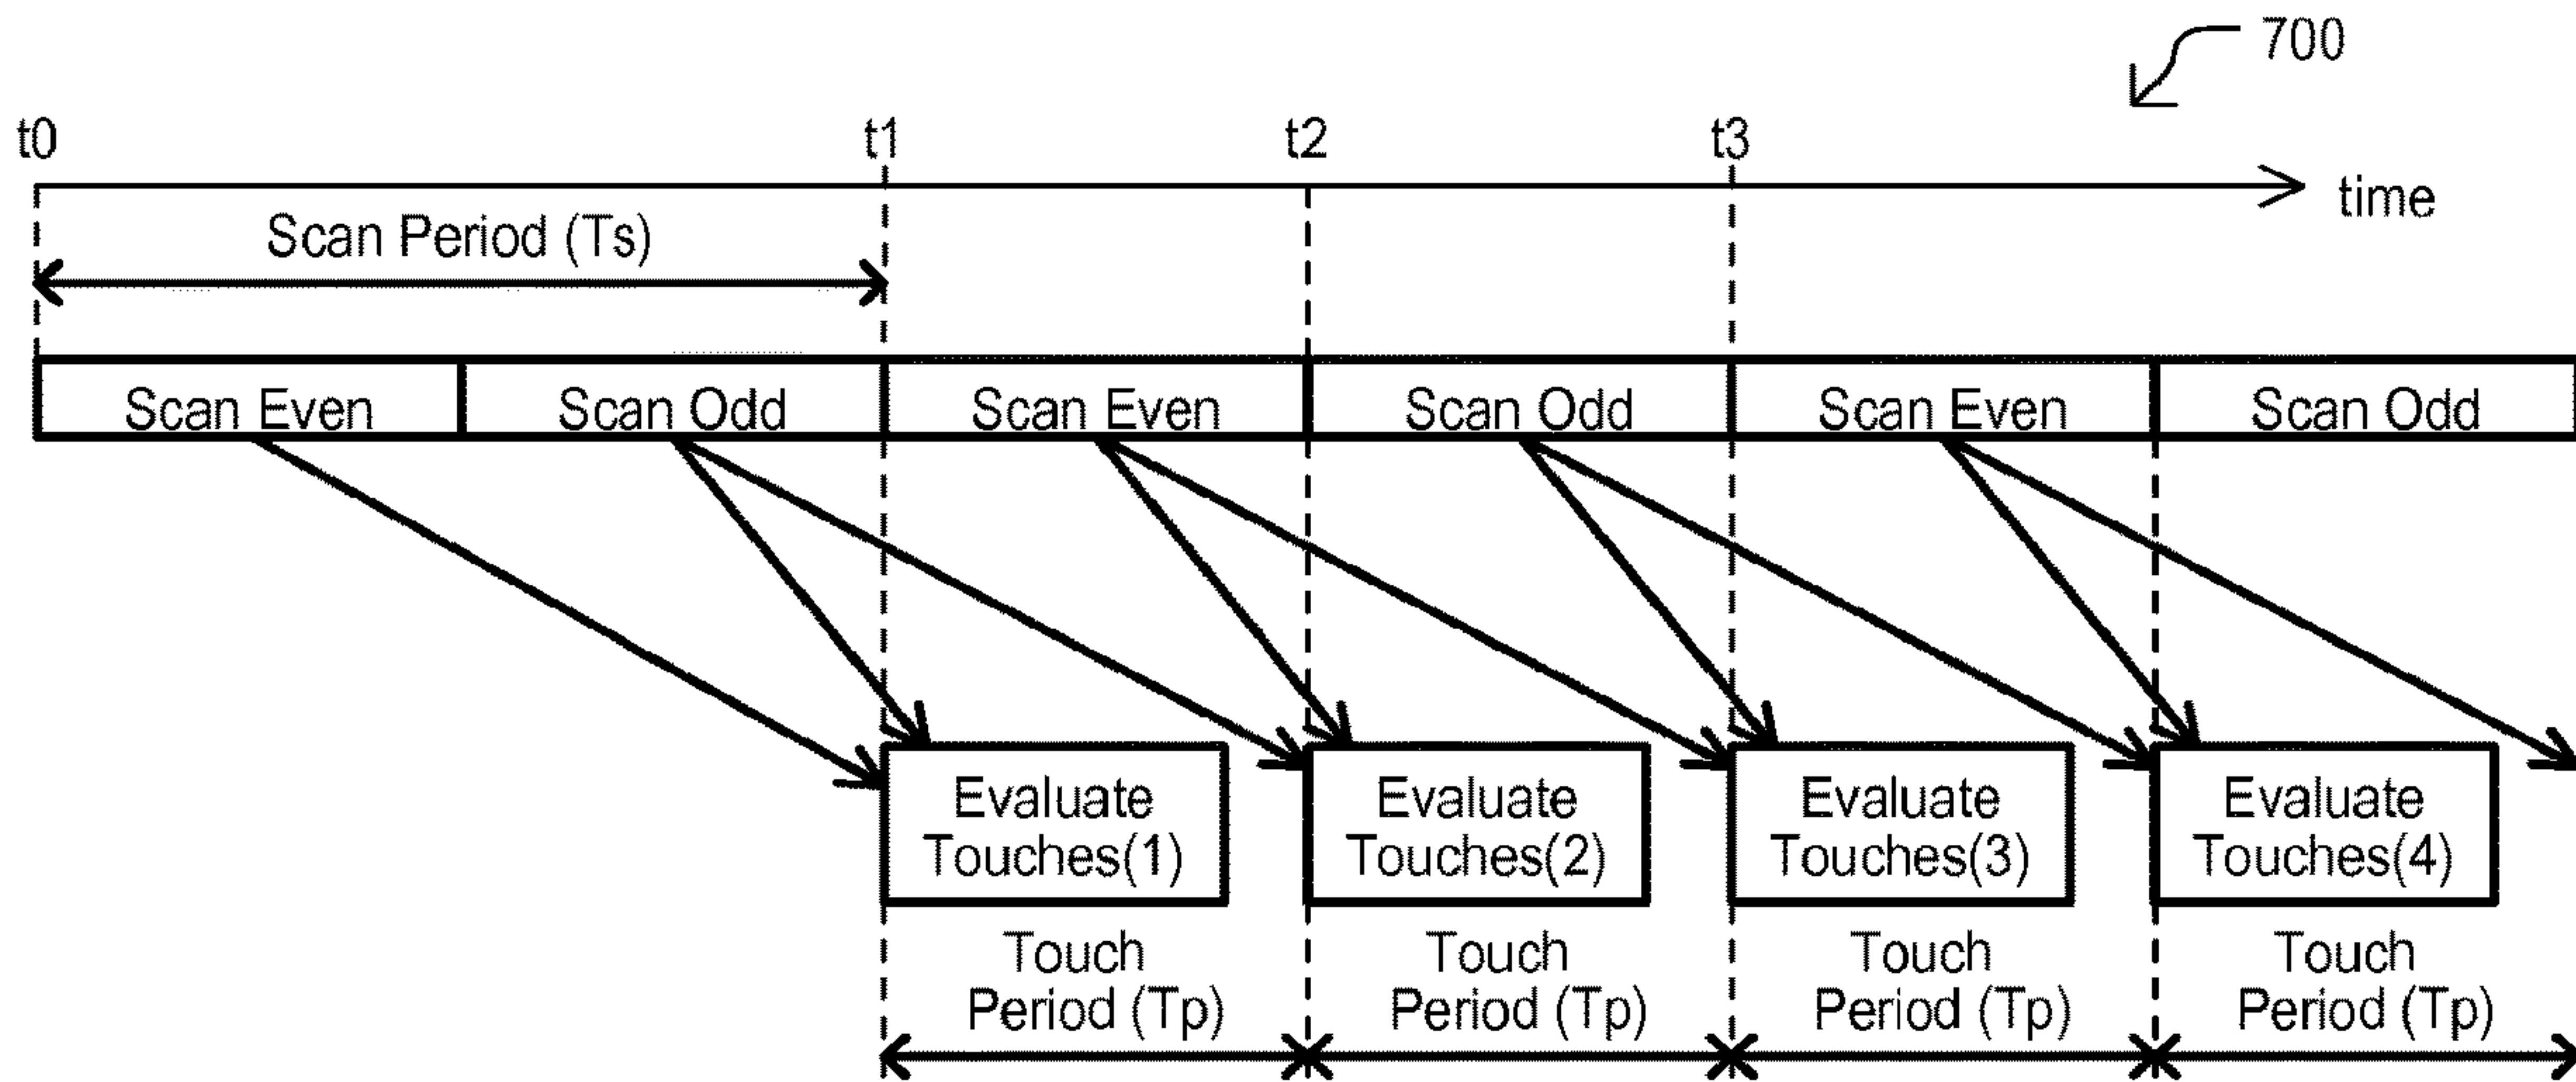 700
t0
t1
t2
t3
time
Scan Period (Ts)
Scan Even
Scan Odd
Scan Even
Scan Odd
Scan Even
Scan Odd
Evaluate
Touches(1)
Evaluate
Touches(2)
Evaluate
Touches(3)
Evaluate
Touches(4)
Touch
Period (Tp)
Touch
Period (Tp)
Touch
Period (Tp)
Touch
Period (Tp)